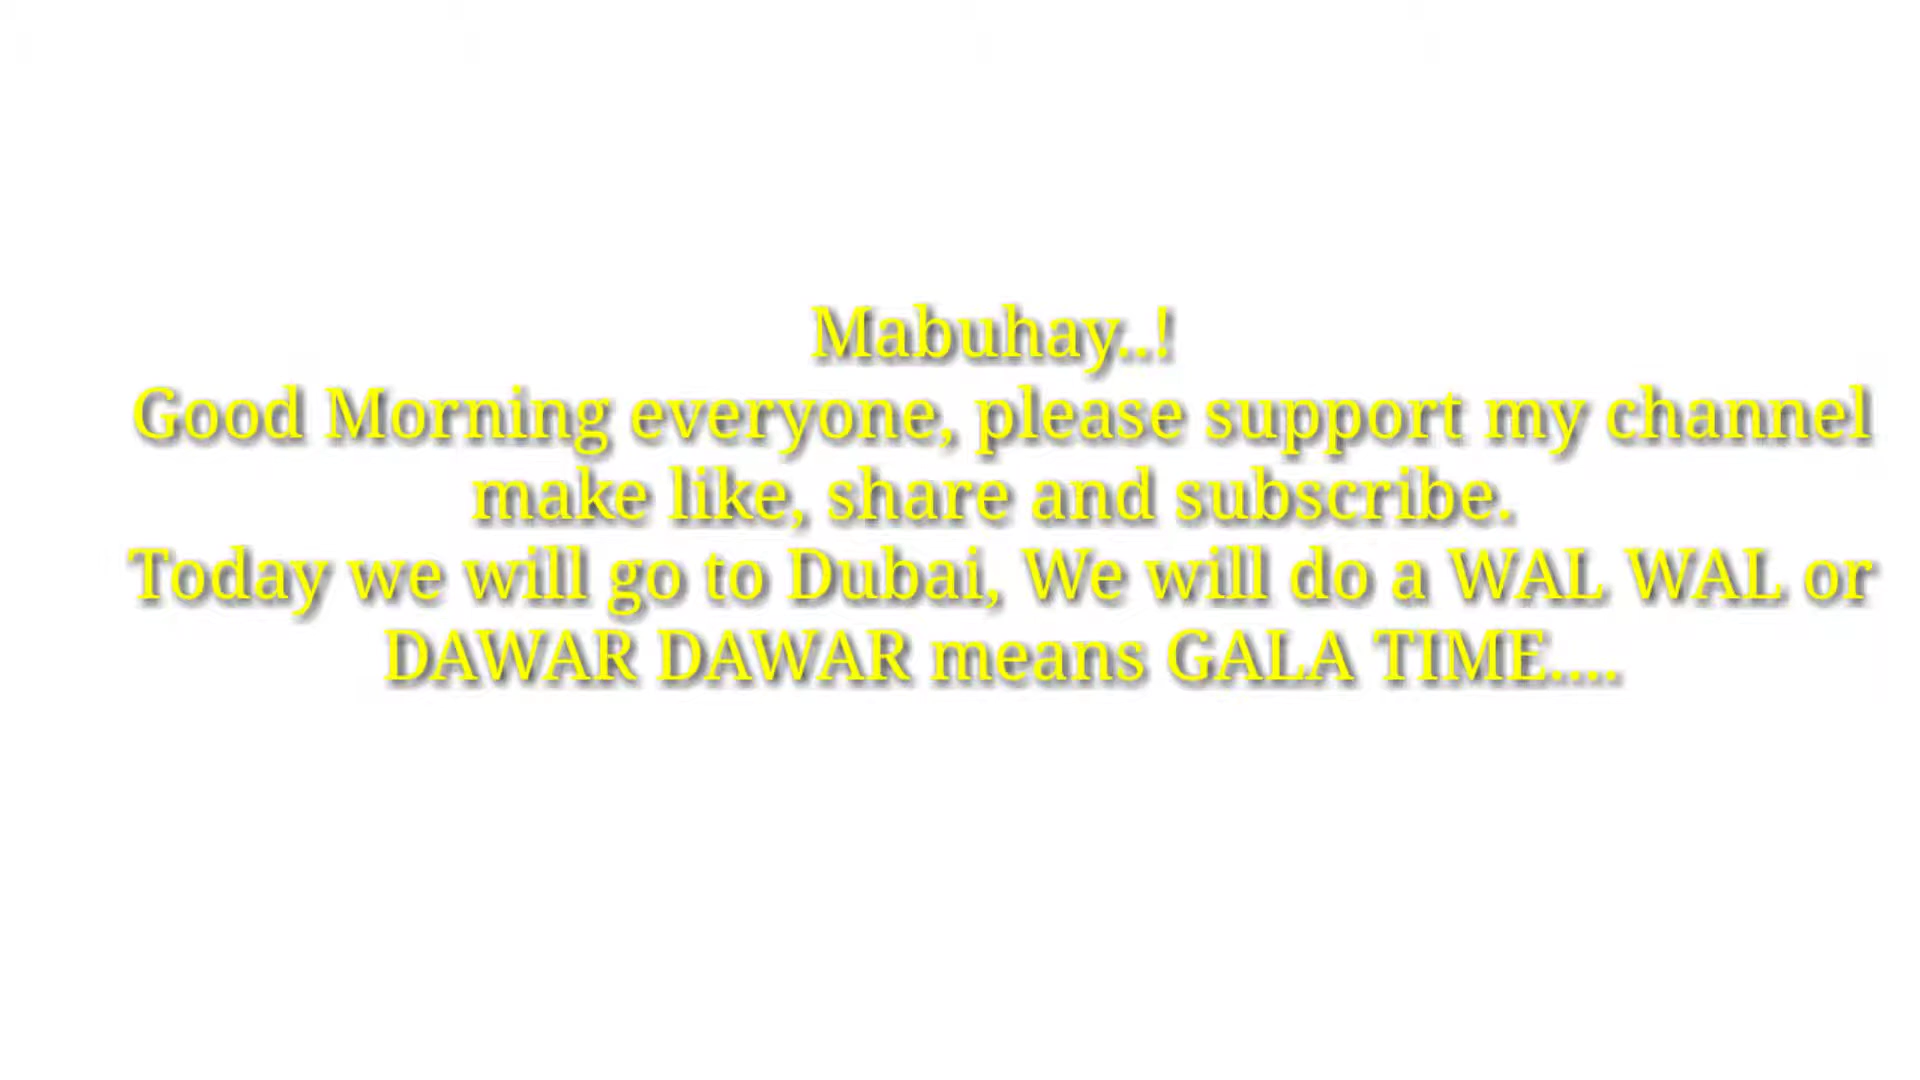 Mabuhay..!
Good Morning everyone, please support my channel
make like, share and subscribe.
Today we will go to Dubai, We will do a WAL WAL or
DAWAR DAWAR means GALA TIME....